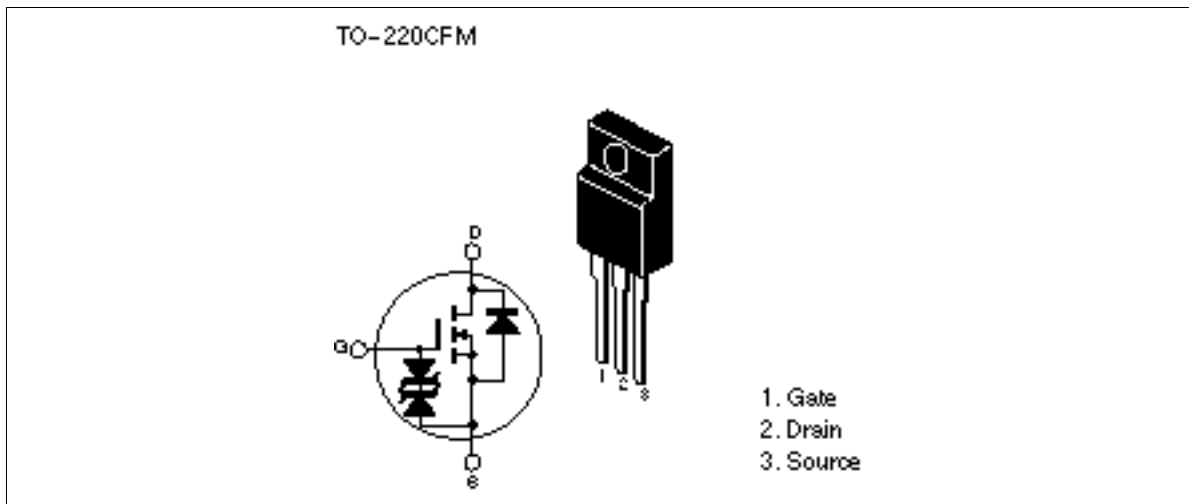 TO-220CFM
D
G
S
1
2
3
1. Gate
2. Drain
3. Source